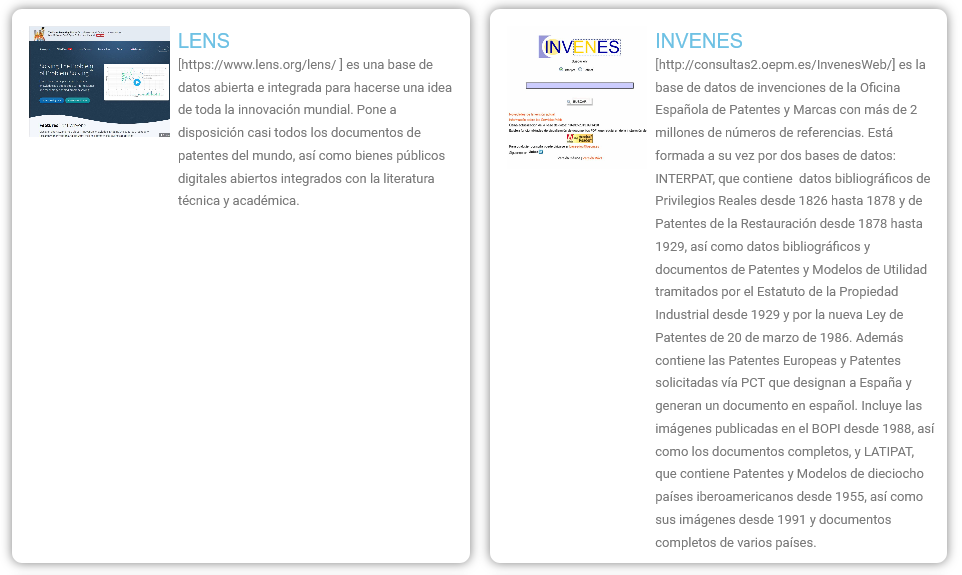 LENS
[https://www.lens.org/lens/ ] es una base de
datos abierta e integrada para hacerse una idea
de toda la innovación mundial. Pone a
disposición casi todos los documentos de
patentes del mundo, así como bienes públicos
digitales abiertos integrados con la literatura
técnica y académica.
INVENES
BUSCAR
INVENES
[http://consultas2.oepm.es/InvenesWeb/] es la
base de datos de invenciones de la Oficina
Española de Patentes y Marcas con más de 2
millones de números de referencias. Está
formada a su vez por dos bases de datos:
INTERPAT, que contiene  datos bibliográficos de
Privilegios Reales desde 1826 hasta 1878 y de
Patentes de la Restauración desde 1878 hasta
1929, así como datos bibliográficos y
documentos de Patentes y Modelos de Utilidad
tramitados por el Estatuto de la Propiedad
Industrial desde 1929 y por la nueva Ley de
Patentes de 20 de marzo de 1986. Además
contiene las Patentes Europeas y Patentes
solicitadas vía PCT que designan a España y
generan un documento en español. Incluye las
imágenes publicadas en el BOPI desde 1988, así
como los documentos completos, y LATIPAT,
que contiene Patentes y Modelos de dieciocho
países iberoamericanos desde 1955, así como
sus imágenes desde 1991 y documentos
completos de varios países.